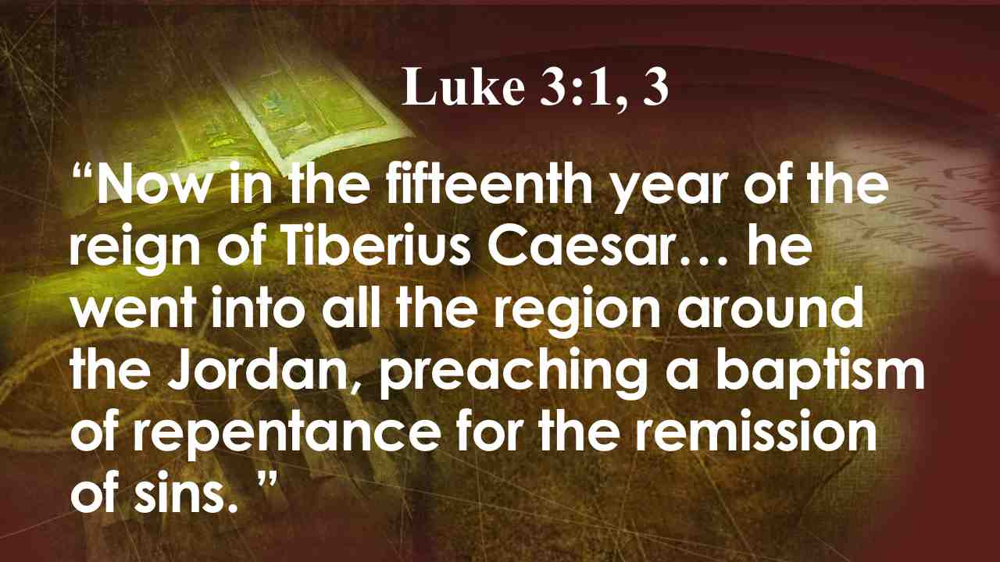 Luke 3:1, 3
“Now in the fifteenth year of the
reign of Tiberius Caesar… he
went into all the region around
the Jordan, preaching a baptism
of repentance for the remission
of sins. ”